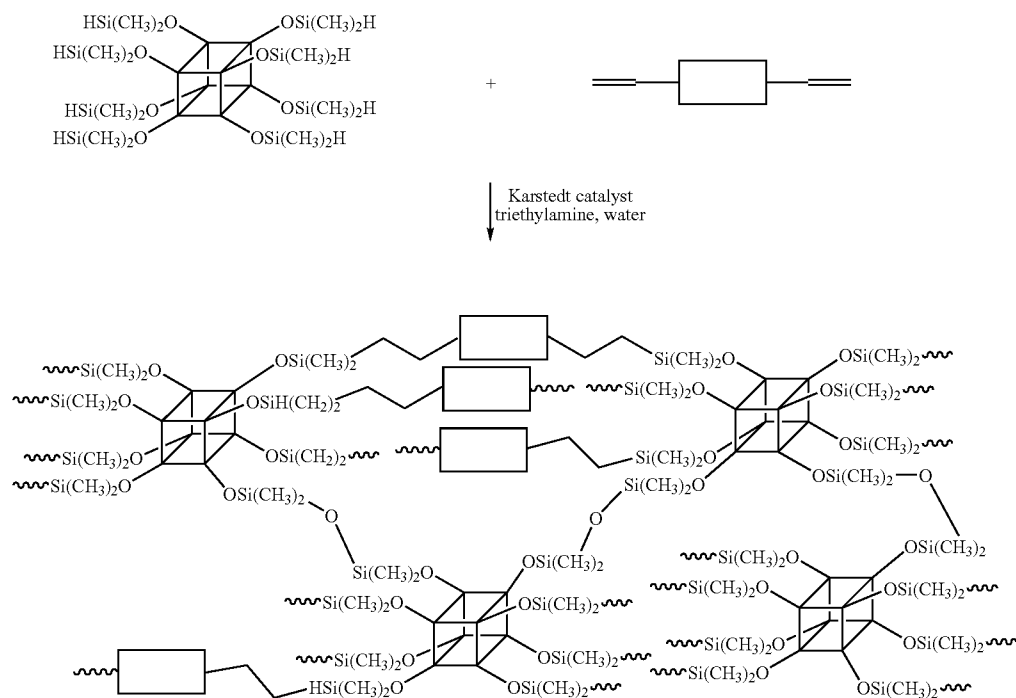 HSi(CH3)2O OSi(CH3)2H
HSi(CH3)2O OSi(CH3)2H
+
HSi(CH3)2O OSi(CH3)2H
HSi(CH3)2O OSi(CH3)2H
Karstedt catalyst
triethylamine, water
OSi(CH3)2 Si(CH3)2O OSi(CH3)2
Si(CH3)2O
Si(CH3)2O OSiH(CH2)2 Si(CH3)2O OSi(CH3)2
Si(CH3)2O OSi(CH2)2 Si(CH3)2O OSi(CH3)2
Si(CH3)2O OSi(CH3)2 Si(CH3)2O OSi(CH3)2
O O O
Si(CH3)2O OSi(CH3)2 Si(CH3)2O OSi(CH3)2
Si(CH3)2O OSi(CH3)2 Si(CH3)2O OSi(CH3)2
Si(CH3)2O OSi(CH3)2 Si(CH3)2O OSi(CH3)2
HSi(CH3)2O OSi(CH3)2 Si(CH3)2O OSi(CH3)2